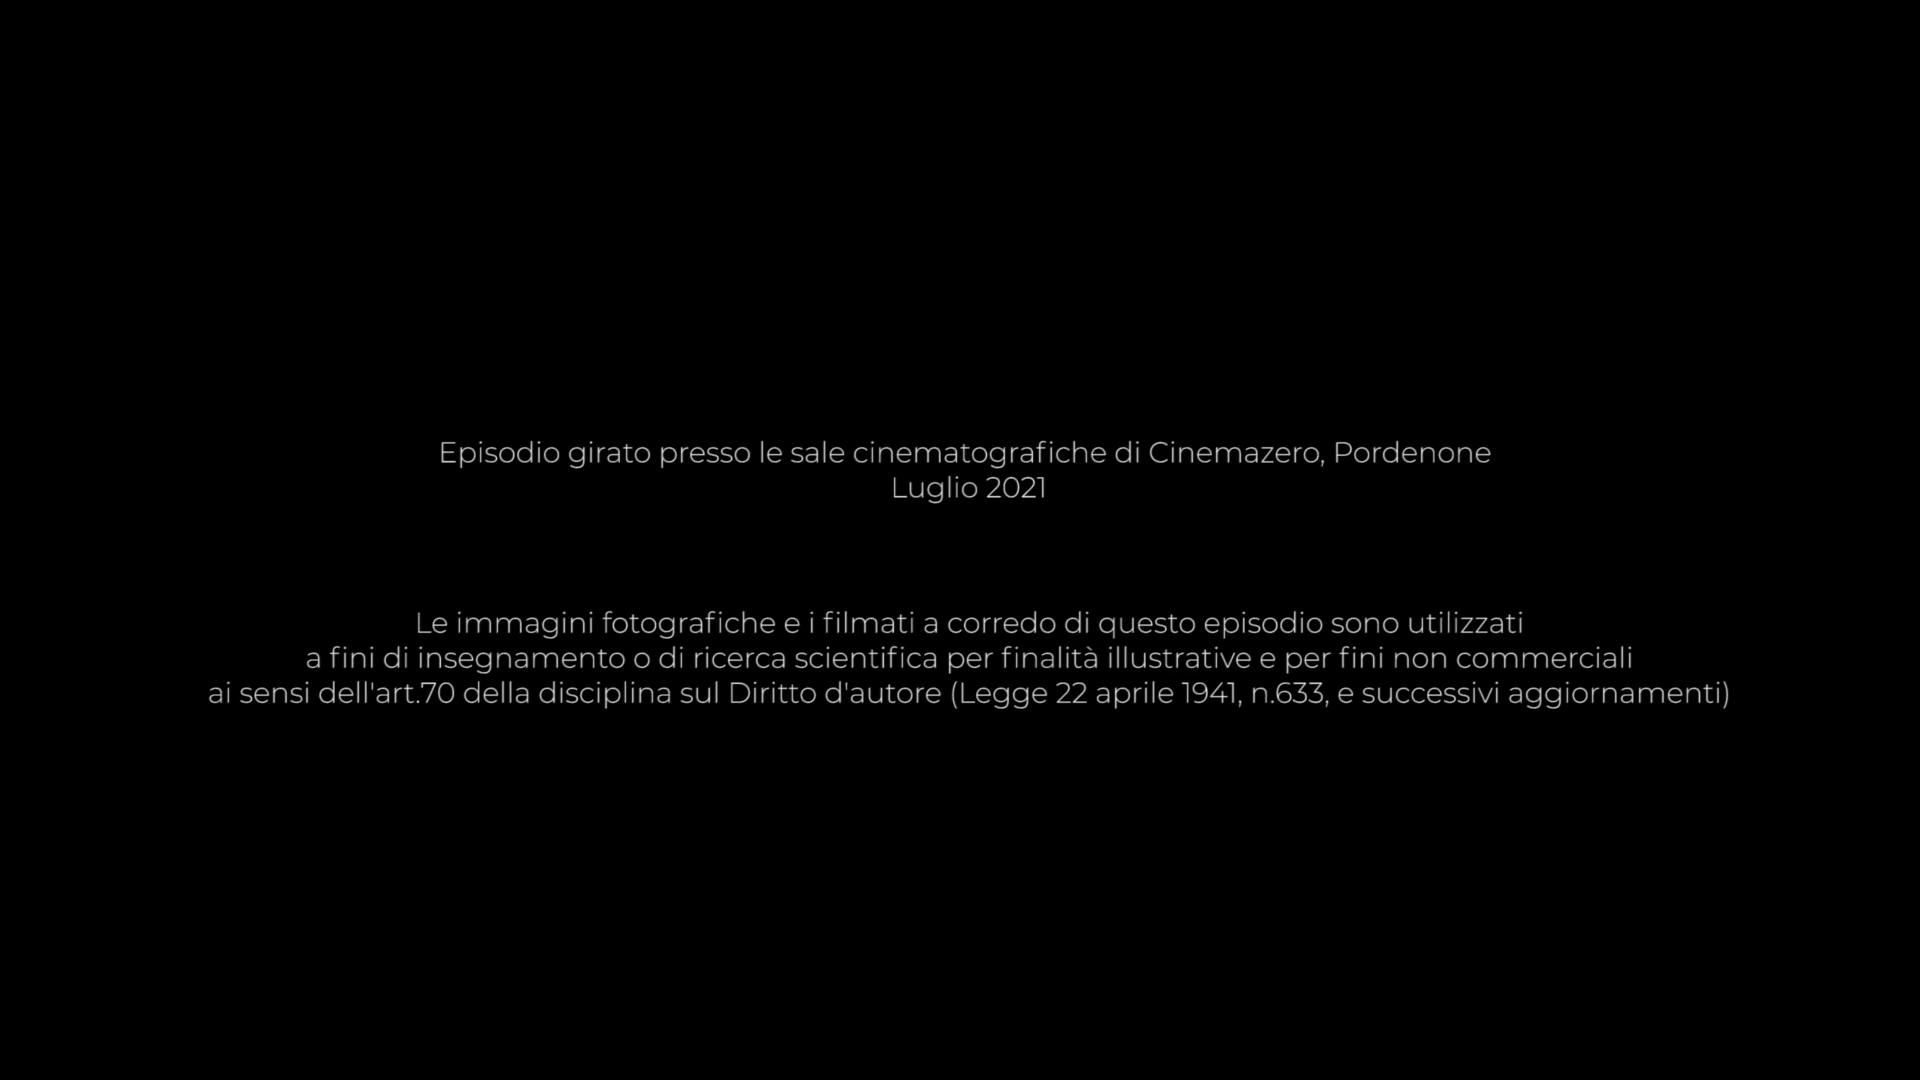 Episodio girato presso le sale cinematografiche di Cinemazero, Pordenone
Luglio 2021
Le immagini fotografiche e i filmati a corredo di questo episodio sono utilizzati
a fini di insegnamento o di ricerca scientifica per finalità illustrative e per fini non commerciali
ai sensi dell'art.70 della disciplina sul Diritto d'autore (Legge 22 aprile 1941, n.633, e successivi aggiornamenti)